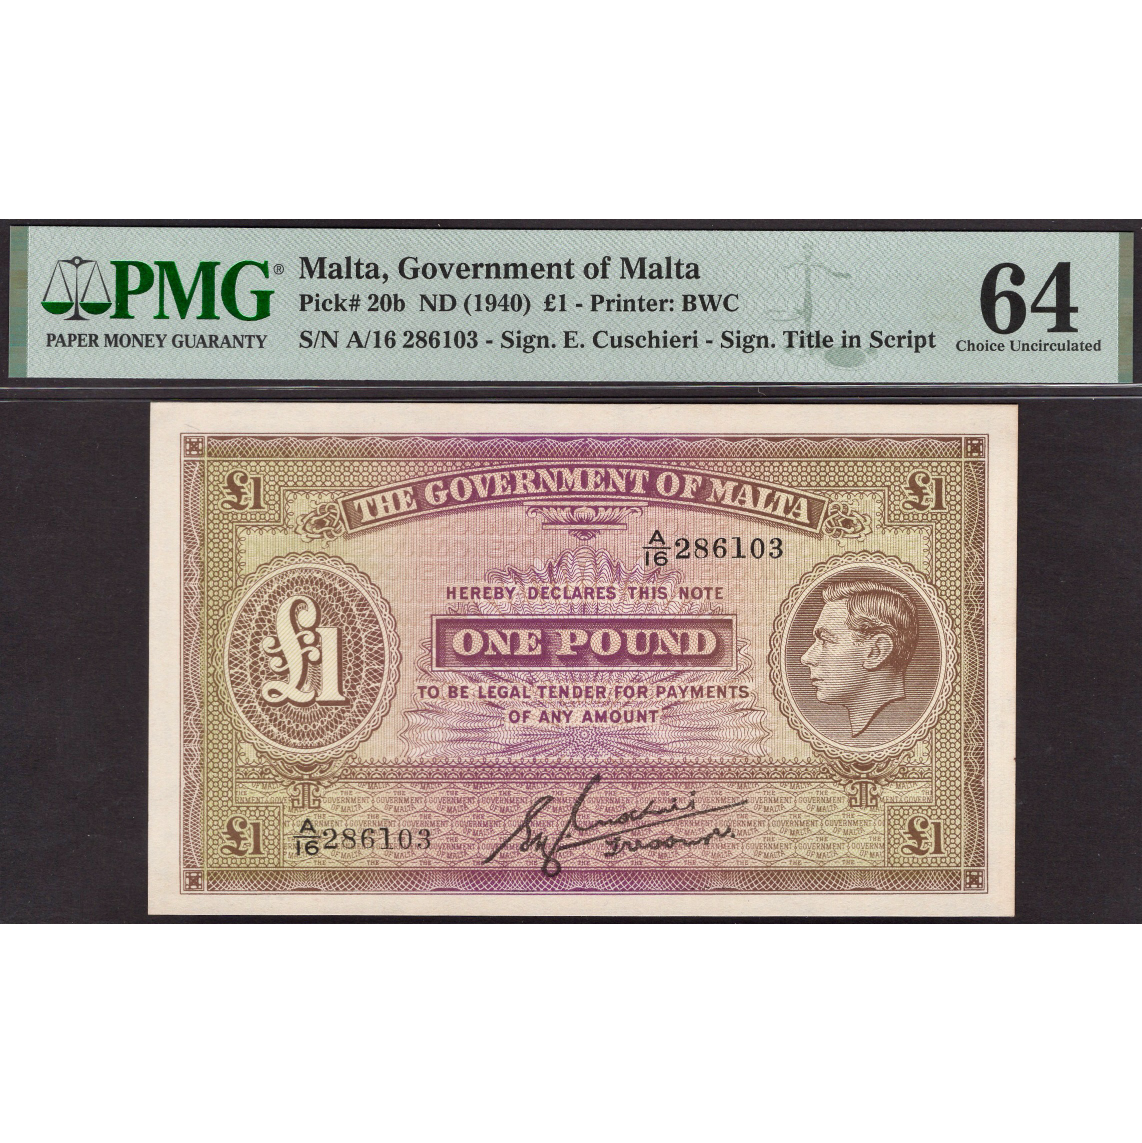 PMG®
PAPER MONEY GUARANTY
Malta, Government of Malta
Pick# 20b ND (1940) £1 - Printer: BWC
S/N A/16 286103 - Sign. E. Cuschieri - Sign. Title in Script
64
Choice Uncirculated
£1 £1
THE GOVERNMENT OF MALTA
A/16 286103
HEREBY DECLARES THIS NOTE
ONE POUND
TO BE LEGAL TENDER FOR PAYMENTS
OF ANY AMOUNT
£1
£1 £1
A/16 286103
Cuschieri
Treasurer.